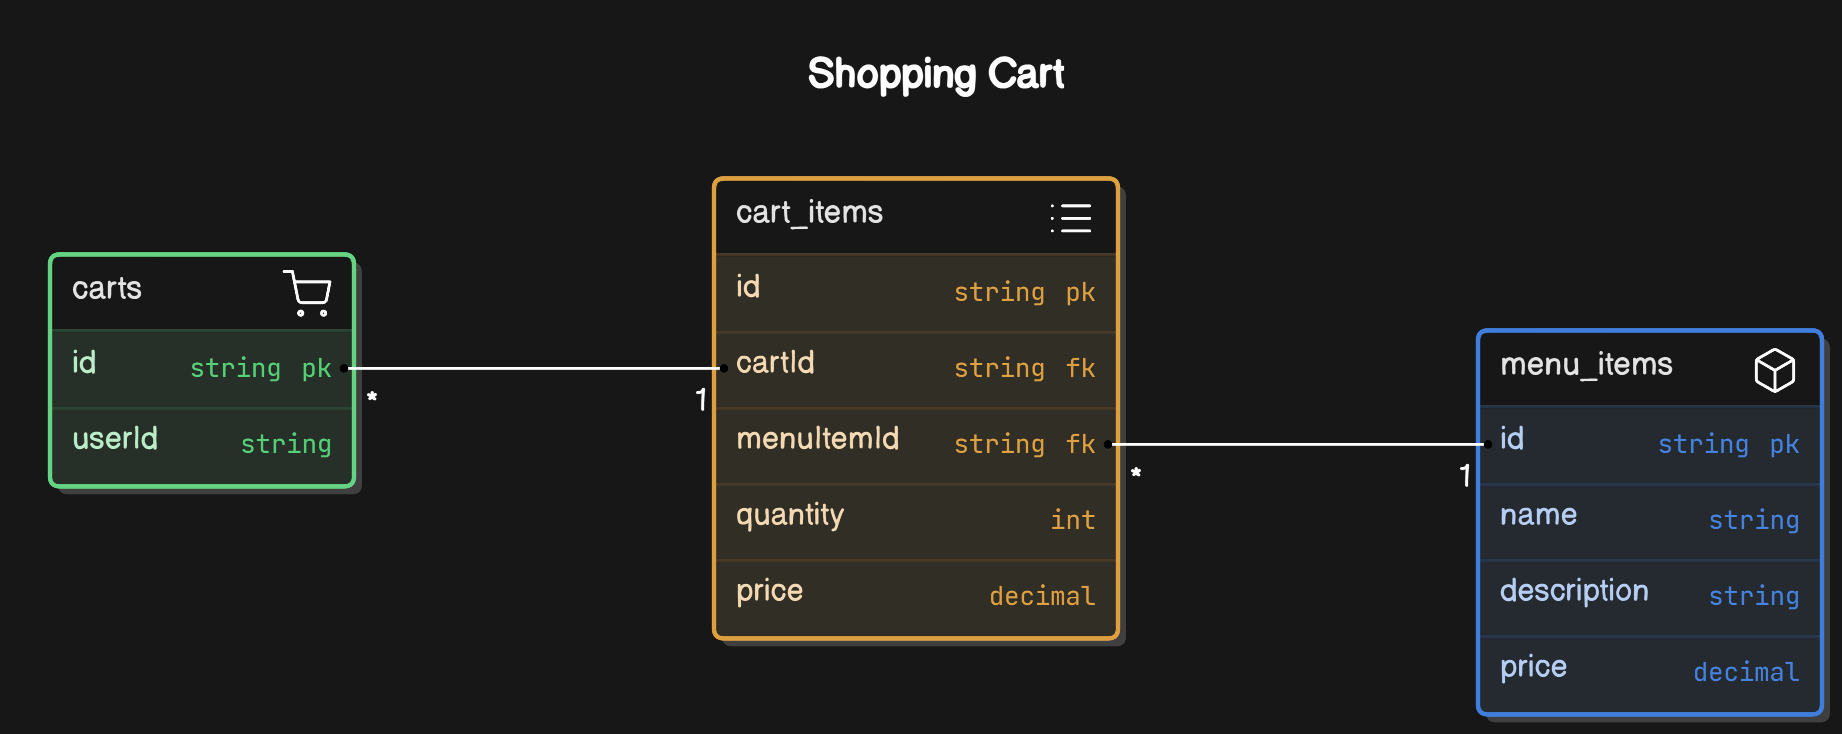 Shopping Cart
carts
id string pk
userId string
*
1
cart_items
id string pk
cartId string fk
menuItemId string fk
quantity int
price decimal
*
1
menu_items
id string pk
name string
description string
price decimal